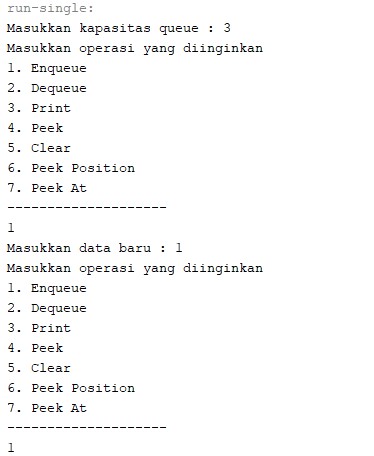 run-single:
Masukkan kapasitas queue : 3
Masukkan operasi yang diinginkan
1. Enqueue
2. Dequeue
3. Print
4. Peek
5. Clear
6. Peek Position
7. Peek At
--------------------
1
Masukkan data baru : 1
Masukkan operasi yang diinginkan
1. Enqueue
2. Dequeue
3. Print
4. Peek
5. Clear
6. Peek Position
7. Peek At
--------------------
1